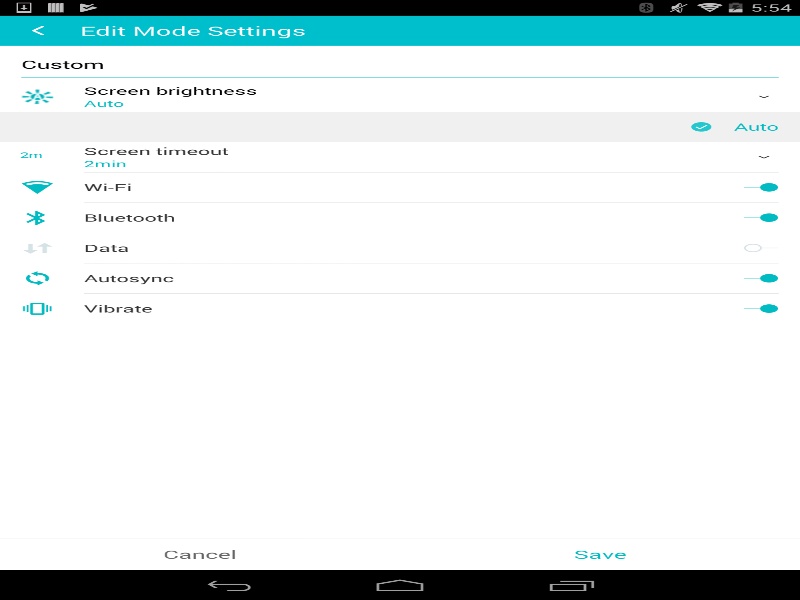 5:54
< Edit Mode Settings
Custom
Screen brightness
Auto
Auto
2m
Screen timeout
2min
Wi-Fi
Bluetooth
Data
Autosync
Vibrate
Cancel
Save